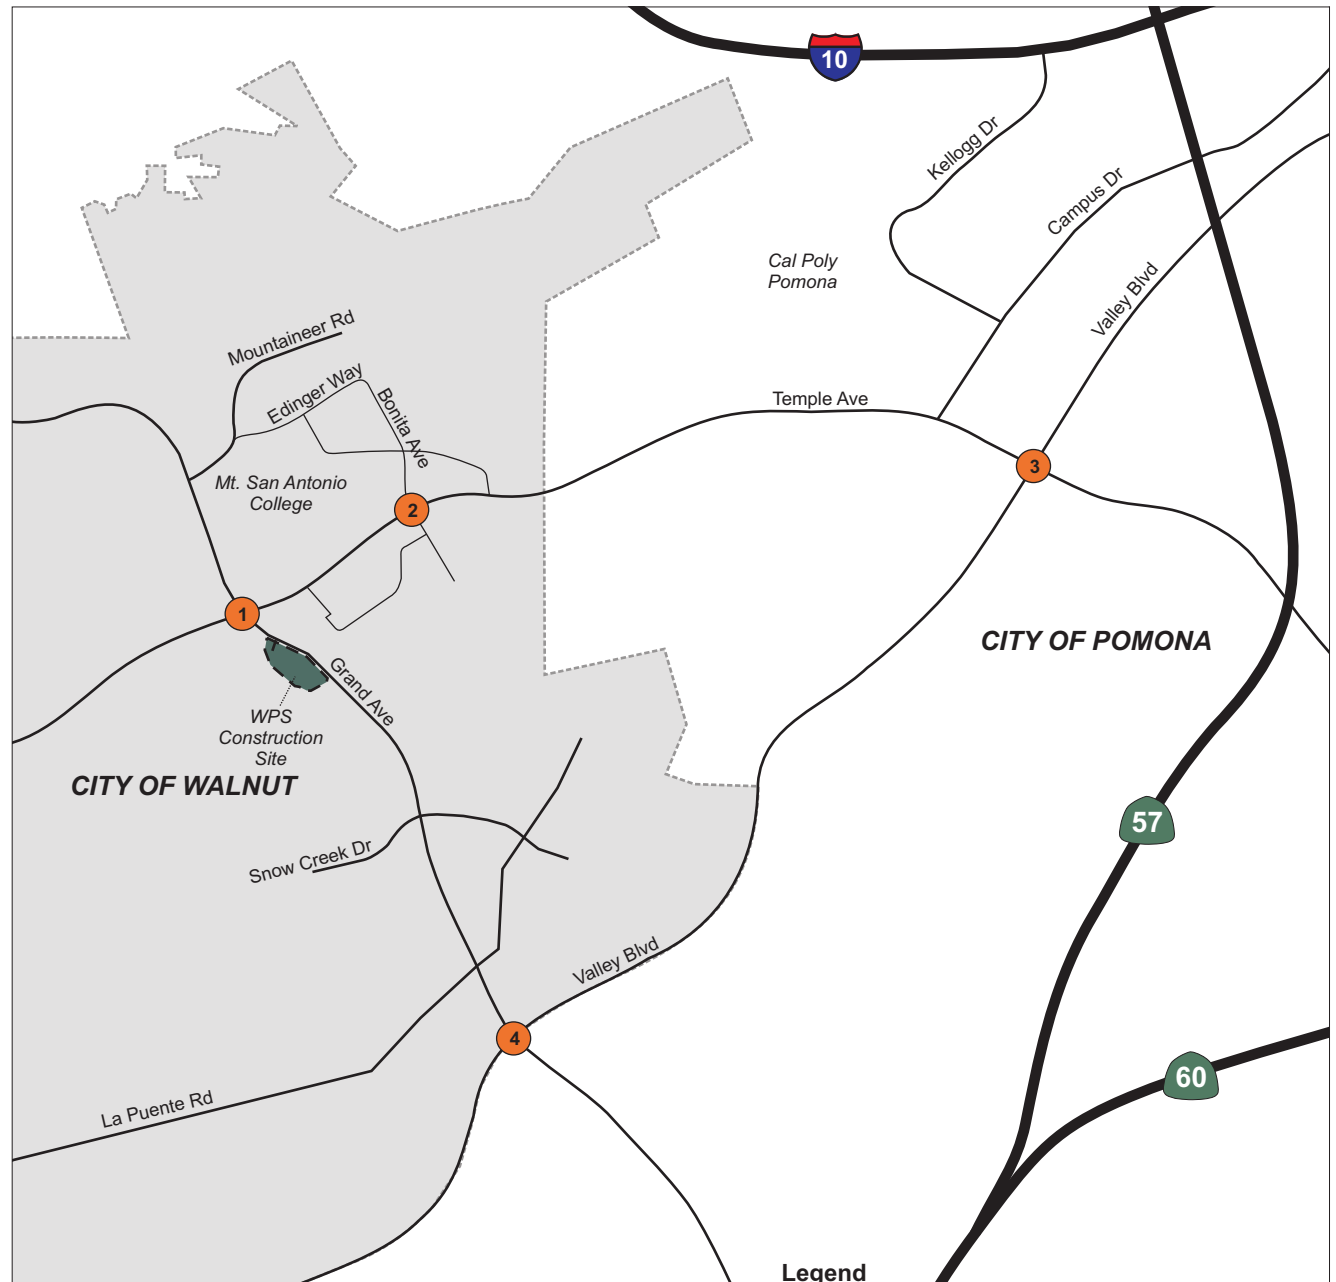 10
Kellogg Dr
Campus Dr
Cal Poly
Pomona
Valley Blvd
Mountaineer Rd
Edinger Way
Bonita Ave
Temple Ave
Mt. San Antonio
College
3
2
1
CITY OF POMONA
Grand Ave
WPS
Construction
Site
CITY OF WALNUT
57
Snow Creek Dr
Valley Blvd
4
60
La Puente Rd
Legend